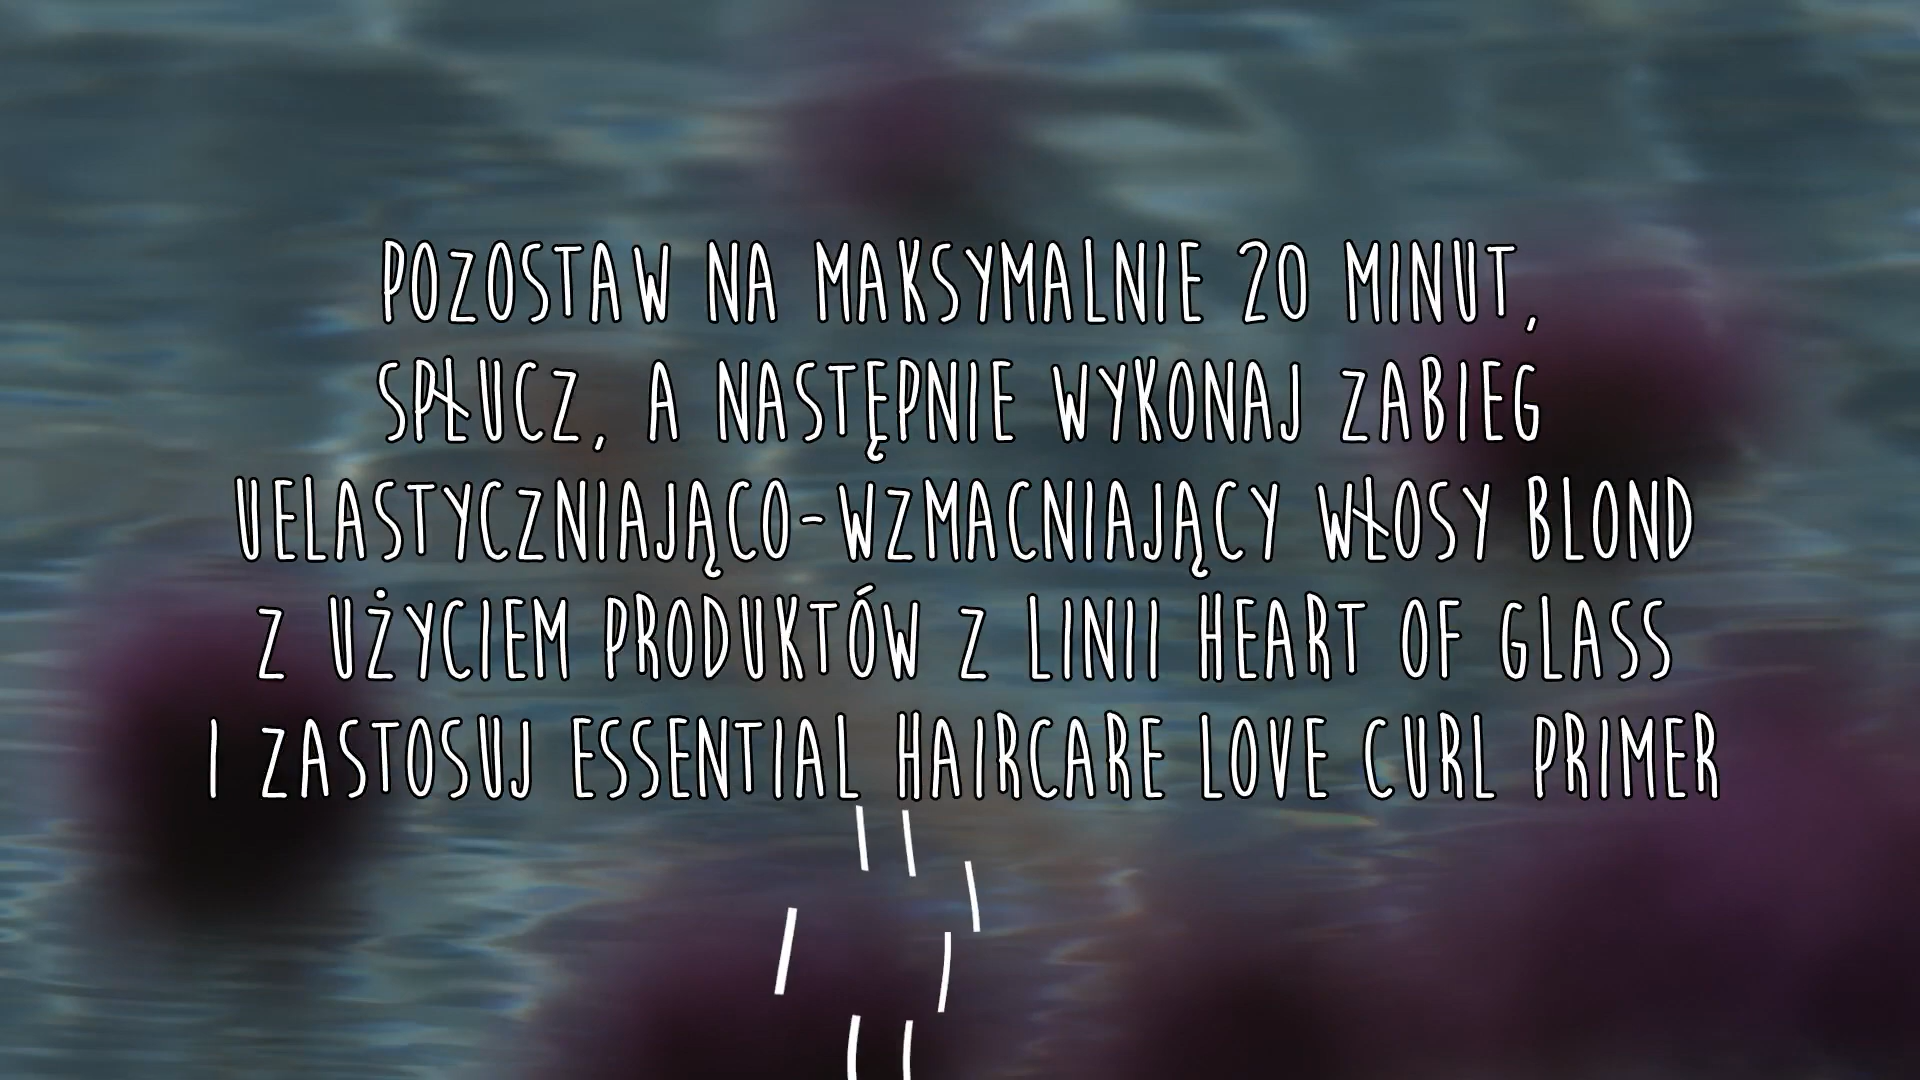 POZOSTAW NA MAKSYMALNIE 20 MINUT,
SPŁUCZ, A NASTĘPNIE WYKONAJ ZABIEG
UELASTYCZNIAJĄCO-WZMACNIAJĄCY WŁOSY BLOND
Z UŻYCIEM PRODUKTÓW Z LINII HEART OF GLASS
I ZASTOSUJ ESSENTIAL HAIRCARE LOVE CURL PRIMER